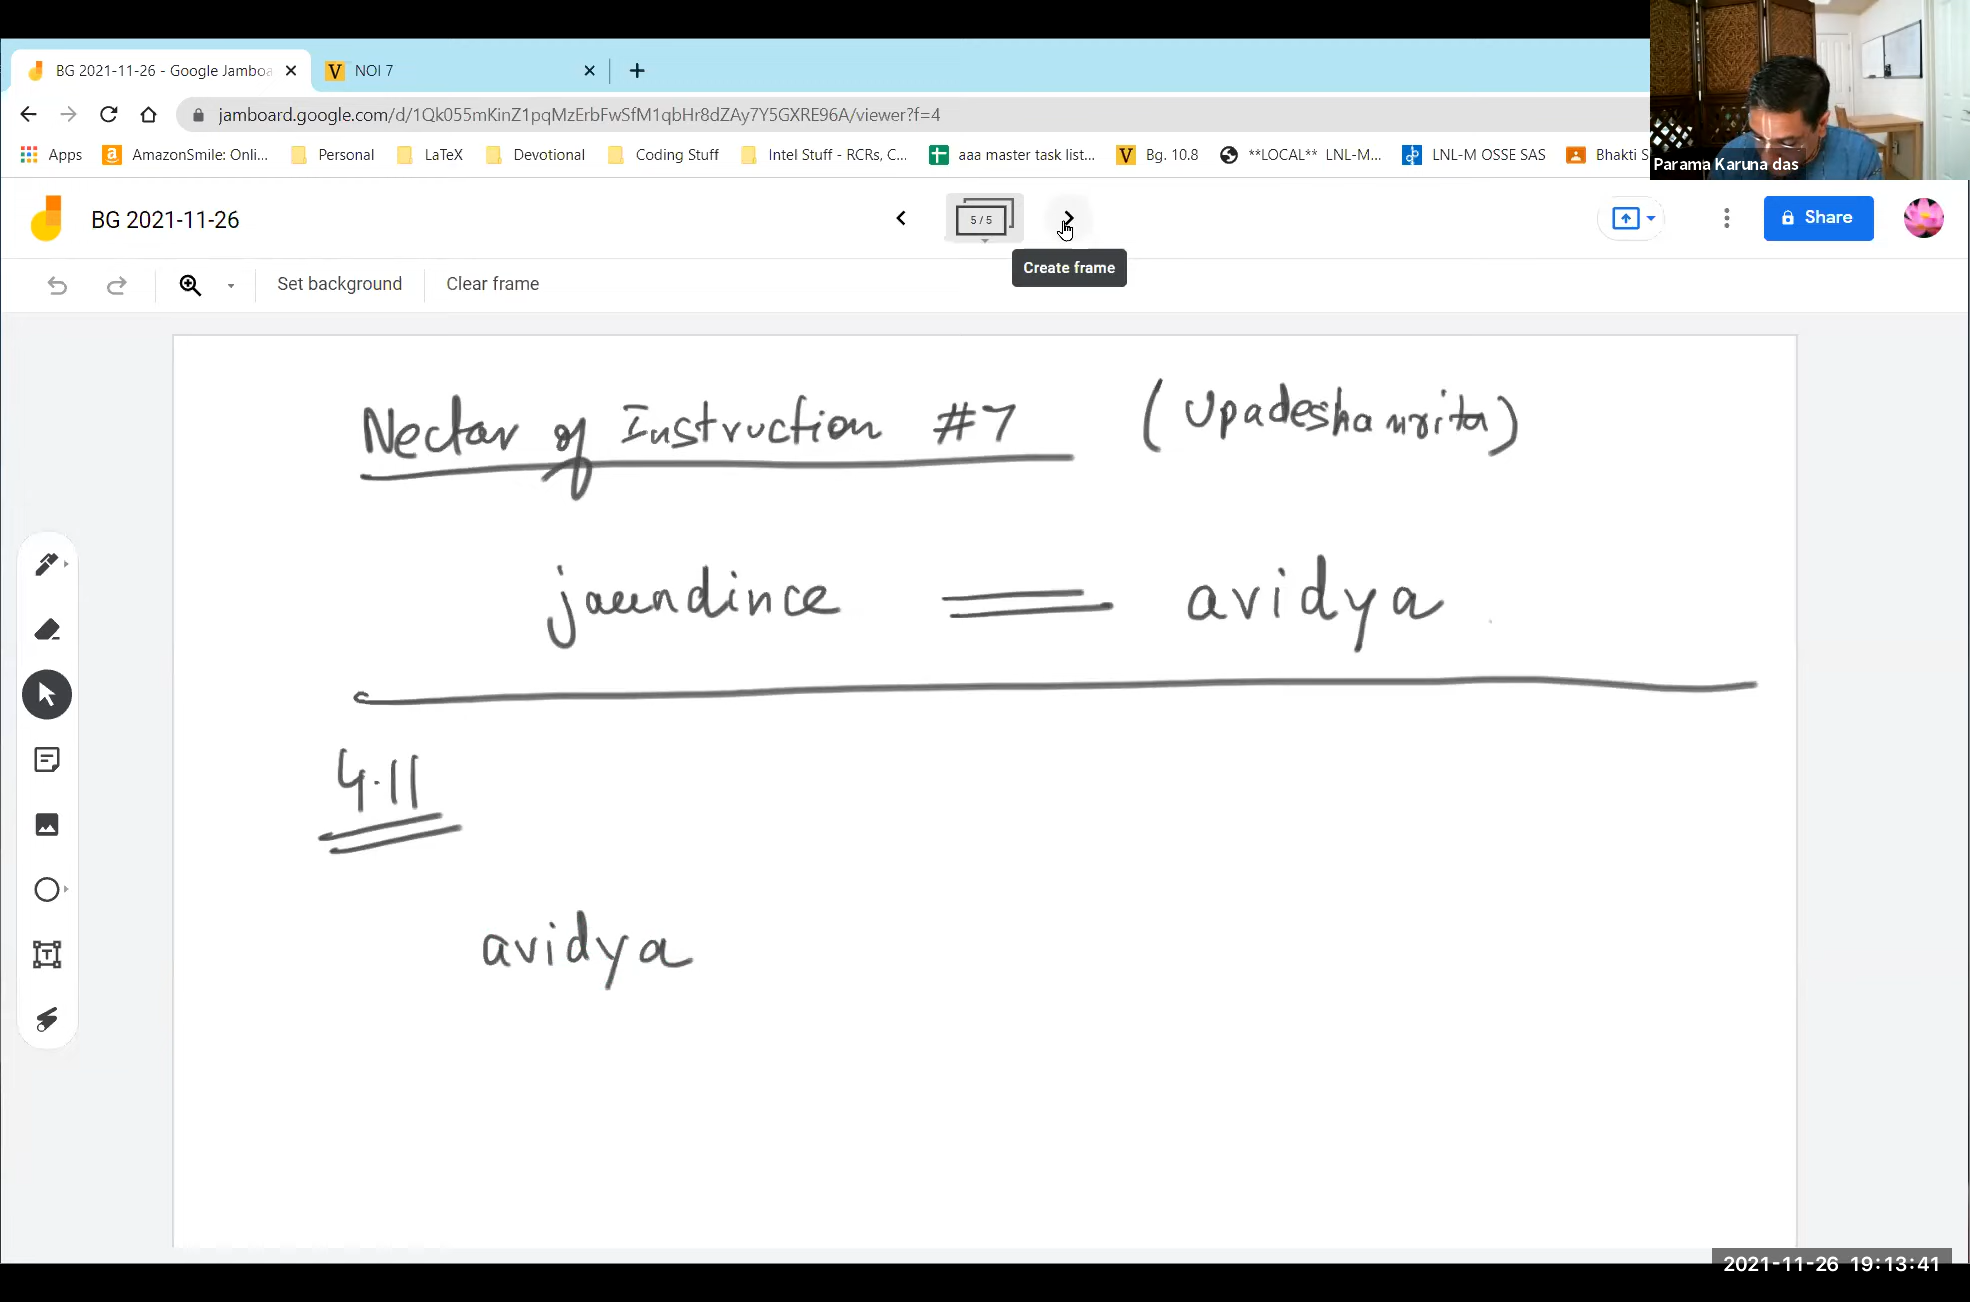 BG 2021-11-26 - Google Jamboa
NOI 7
jamboard.google.com/d/1Qk055mKinZ1pqMzErbFwSfM1qbHr8dZAy7Y5GXRE96A/viewer?f=4
Apps AmazonSmile: Onli... Personal LaTeX Devotional Coding Stuff Intel Stuff - RCRs, C... aaa master task list... Bg. 10.8 **LOCAL** LNL-M... LNL-M OSSE SAS Bhakti S
Parama Karuna das
BG 2021-11-26 5 / 5 Share
Create frame
Set background Clear frame
Nectar of Instruction #7 (Upadeshamrita)
jaundince = avidya
4.11
avidya
2021-11-26 19:13:41